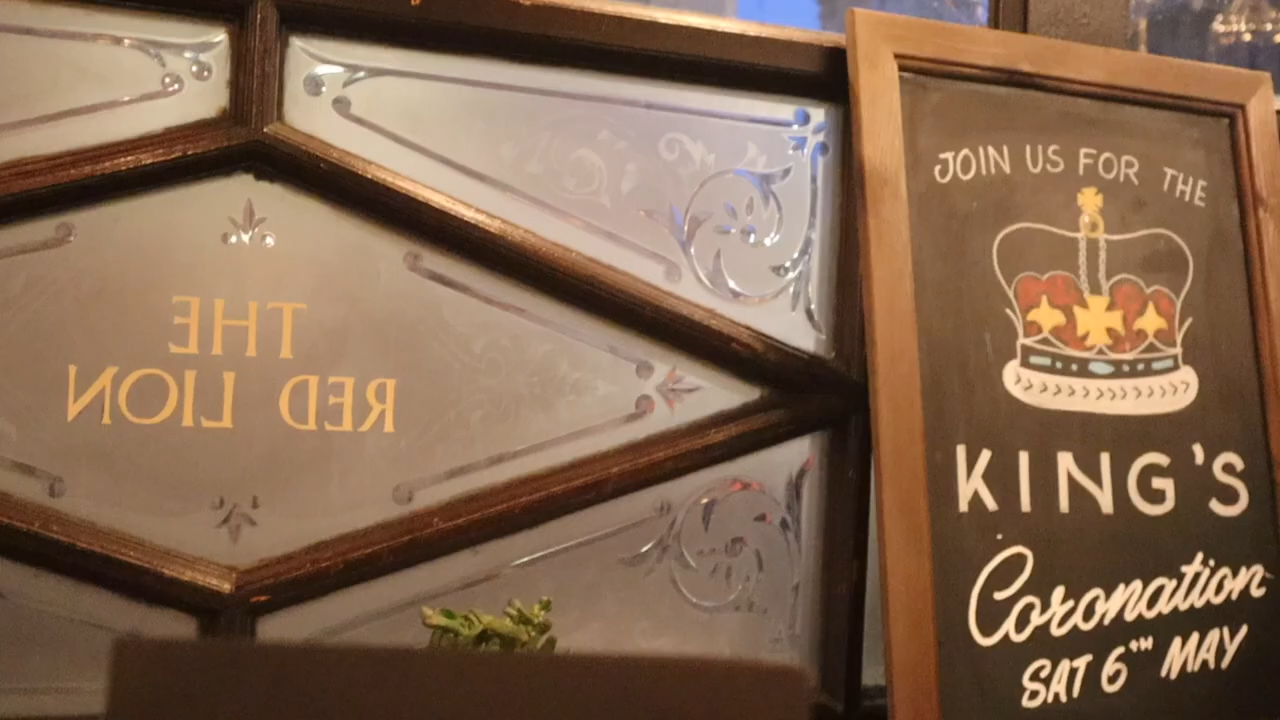 THE
RED LION
JOIN US FOR THE
KING'S
Coronation
SAT 6TH MAY